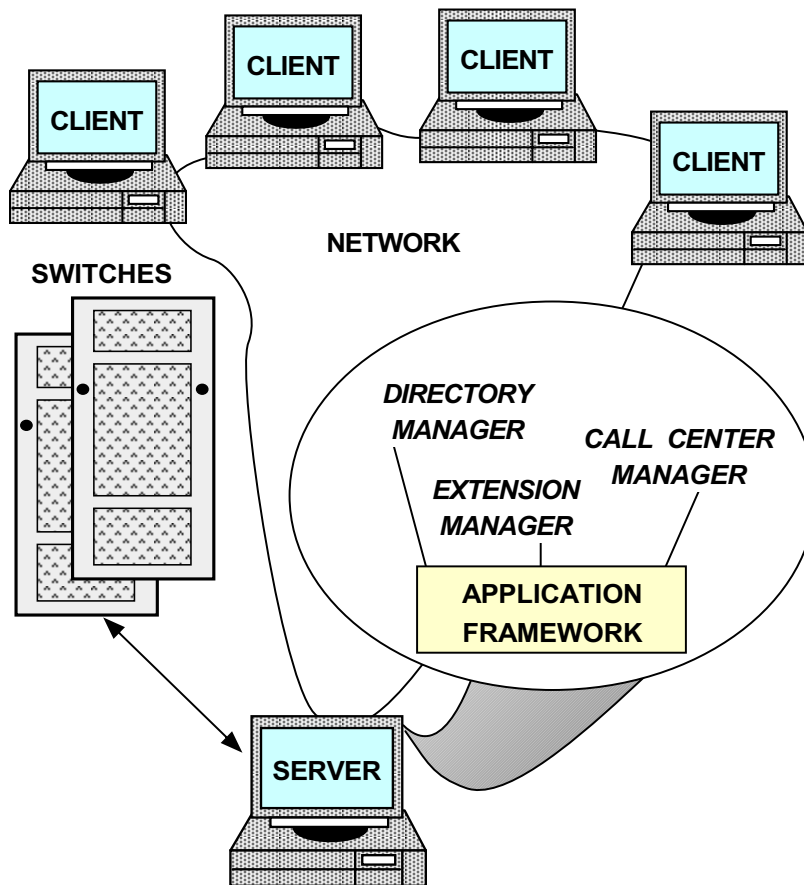 CLIENT
CLIENT
CLIENT
CLIENT
NETWORK
SWITCHES
DIRECTORY
MANAGER
CALL CENTER
MANAGER
EXTENSION
MANAGER
APPLICATION
FRAMEWORK
SERVER